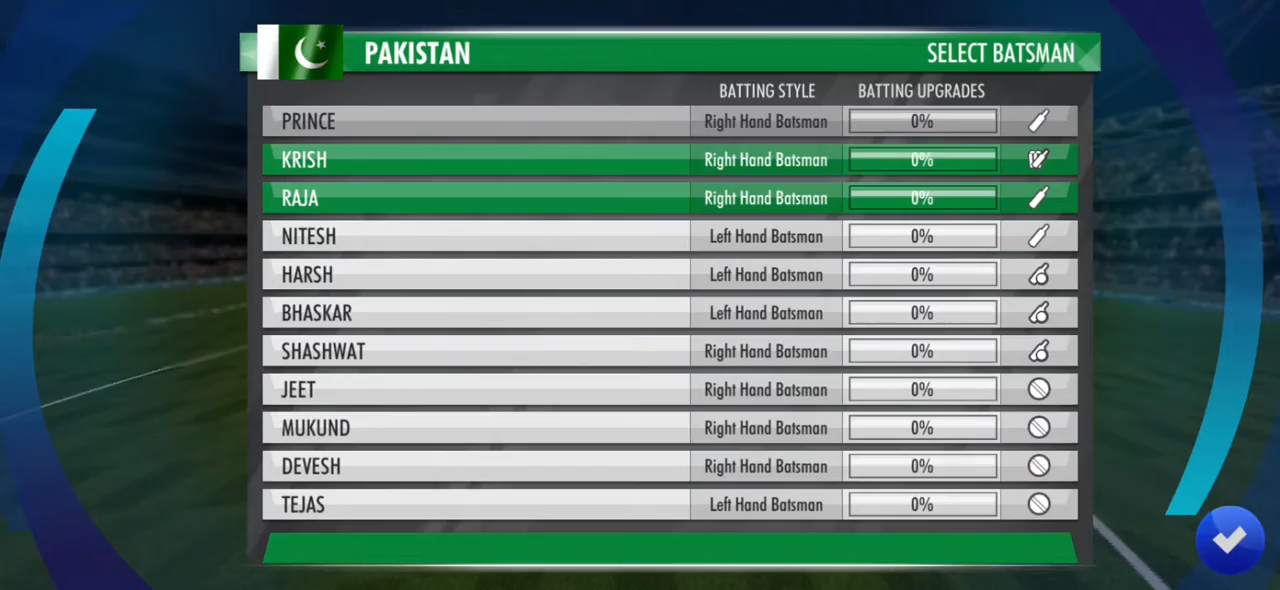 PAKISTAN SELECT BATSMAN
BATTING STYLE BATTING UPGRADES
PRINCE Right Hand Batsman 0%
KRISH Right Hand Batsman 0%
RAJA Right Hand Batsman 0%
NITESH Left Hand Batsman 0%
HARSH Left Hand Batsman 0%
BHASKAR Left Hand Batsman 0%
SHASHWAT Right Hand Batsman 0%
JEET Right Hand Batsman 0%
MUKUND Right Hand Batsman 0%
DEVESH Right Hand Batsman 0%
TEJAS Left Hand Batsman 0%